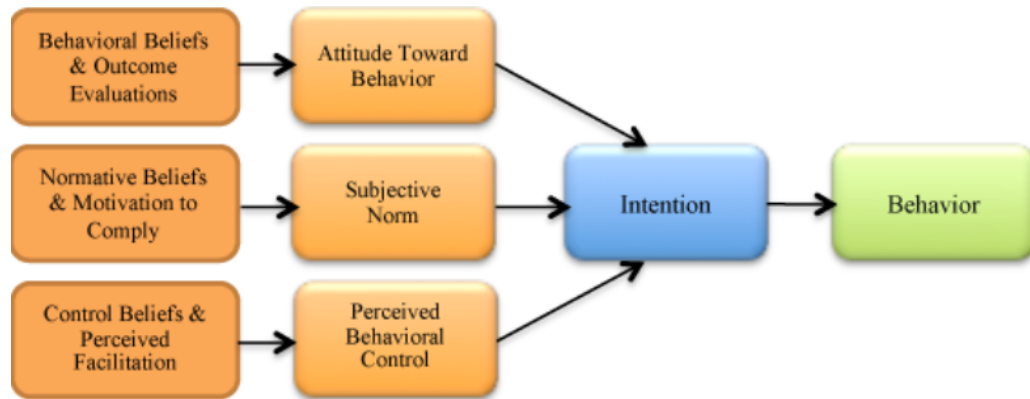 Behavioral Beliefs
& Outcome
Evaluations
Attitude Toward
Behavior
Normative Beliefs
& Motivation to
Comply
Subjective
Norm
Intention
Behavior
Control Beliefs &
Perceived
Facilitation
Perceived
Behavioral
Control